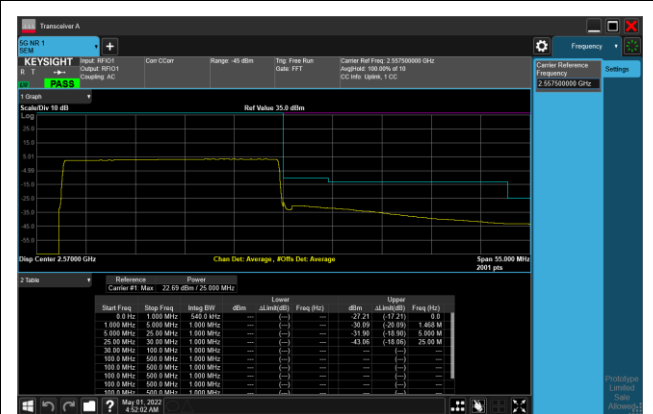 Transceiver A
5G NR 1
SEM
Frequency
KEYSIGHT
R T
PASS
Input: RFIO1
Output: RFIO1
Coupling: AC
Corr CCorr
Range: -45 dBm
Trig: Free Run
Gate: FFT
Carrier Ref Freq: 2.557500000 GHz
Avg|Hold: 100.00% of 10
CC Info: Uplink, 1 CC
Carrier Reference
Frequency
2.557500000 GHz
Settings
1 Graph
Scale/Div 10 dB
Ref Value 35.0 dBm
Log
25.0
15.0
5.01
-4.99
-15.0
-25.0
-35.0
-45.0
-55.0
Disp Center 2.57000 GHz
Chan Det: Average, #Offs Det: Average
Span 55.000 MHz
2001 pts
2 Table
Reference Power
Carrier #1: Max 22.69 dBm / 25.000 MHz
Lower Upper
Start Freq Stop Freq Integ BW dBm ΔLimit(dB) Freq (Hz) dBm ΔLimit(dB) Freq (Hz)
0.0 Hz 1.000 MHz 540.0 kHz --- (---) --- -27.21 (-17.21) 0.0
1.000 MHz 5.000 MHz 1.000 MHz --- (---) --- -30.09 (-20.09) 1.468 M
5.000 MHz 25.00 MHz 1.000 MHz --- (---) --- -31.90 (-18.90) 5.000 M
25.00 MHz 30.00 MHz 1.000 MHz --- (---) --- -43.06 (-18.06) 25.00 M
30.00 MHz 100.0 MHz 1.000 MHz --- (---) --- --- (---) ---
100.0 MHz 500.0 MHz 1.000 MHz --- (---) --- --- (---) ---
100.0 MHz 500.0 MHz 1.000 MHz --- (---) --- --- (---) ---
100.0 MHz 500.0 MHz 1.000 MHz --- (---) --- --- (---) ---
100.0 MHz 500.0 MHz 1.000 MHz --- (---) --- --- (---) ---
100.0 MHz 500.0 MHz 1.000 MHz --- (---) --- --- (---) ---
May 01, 2022
4:52:02 AM
Prototype
Limited
Sale
Allowed